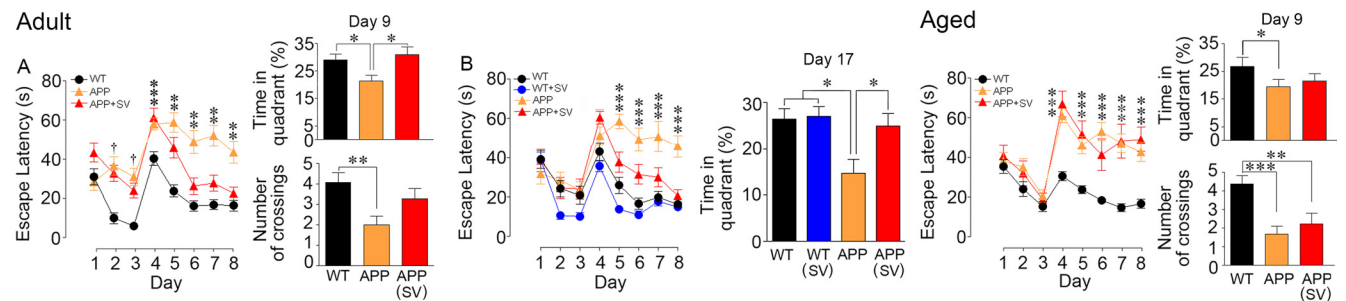 Adult
Aged
A
Escape Latency (s)
80
60
40
20
0
WT
APP
APP+SV
† †
*** ** ** ** **
1 2 3 4 5 6 7 8
Day
Day 9
Time in
quadrant (%)
35
25
15
5
0
* *
Number
of crossings
5
4
3
2
1
0
**
WT APP APP
(SV)
B
Escape Latency (s)
80
60
40
20
0
WT
WT+SV
APP
APP+SV
*** *** *** ***
1 2 3 4 5 6 7 8
Day
Day 17
Time in
quadrant (%)
30
20
10
0
* *
WT WT APP APP
(SV) (SV)
Escape Latency (s)
80
60
40
20
0
WT
APP
APP+SV
*** *** *** *** ***
1 2 3 4 5 6 7 8
Day
Day 9
Time in
quadrant (%)
35
25
15
5
0
*
Number
of crossings
5
4
3
2
1
0
**
***
WT APP APP
(SV)